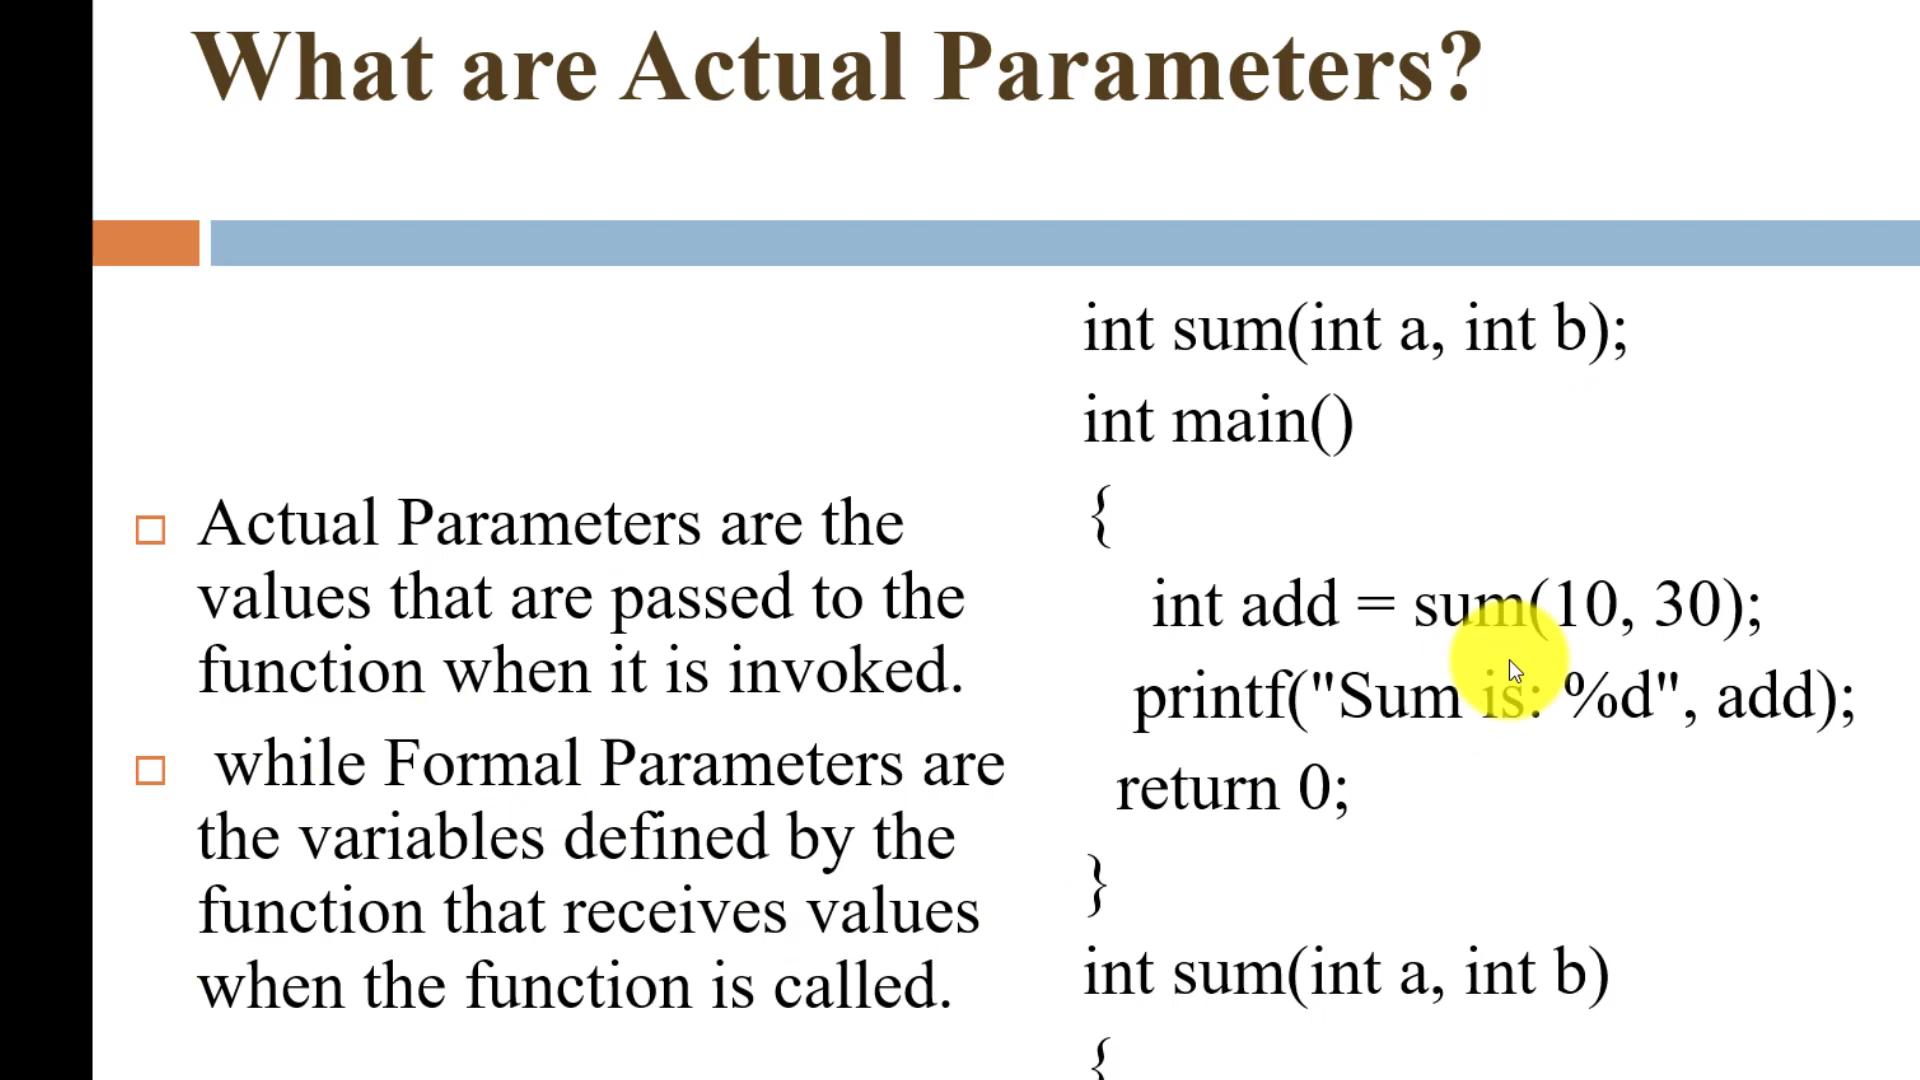 What are Actual Parameters?
Actual Parameters are the
values that are passed to the
function when it is invoked.
while Formal Parameters are
the variables defined by the
function that receives values
when the function is called.
int sum(int a, int b);
int main()
{
int add = sum(10, 30);
printf("Sum is: %d", add);
return 0;
}
int sum(int a, int b)
{